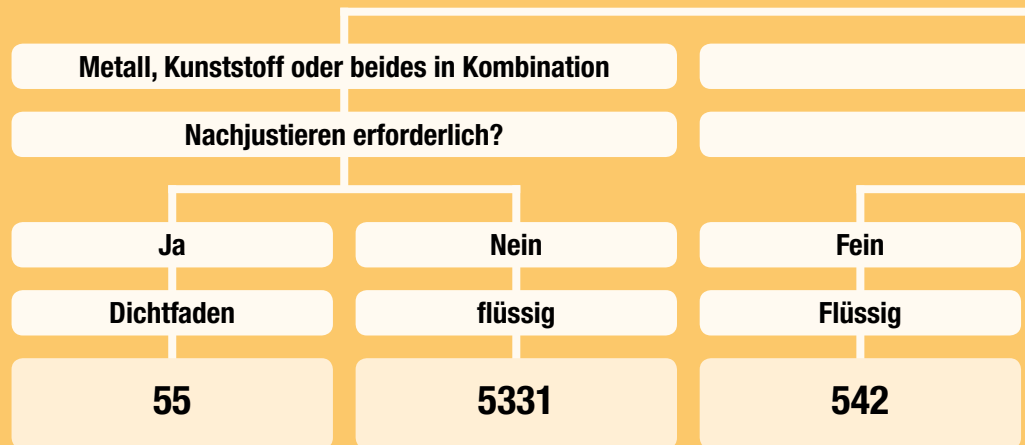 Metall, Kunststoff oder beides in Kombination
Nachjustieren erforderlich?
Ja
Nein
Fein
Dichtfaden
flüssig
Flüssig
55
5331
542